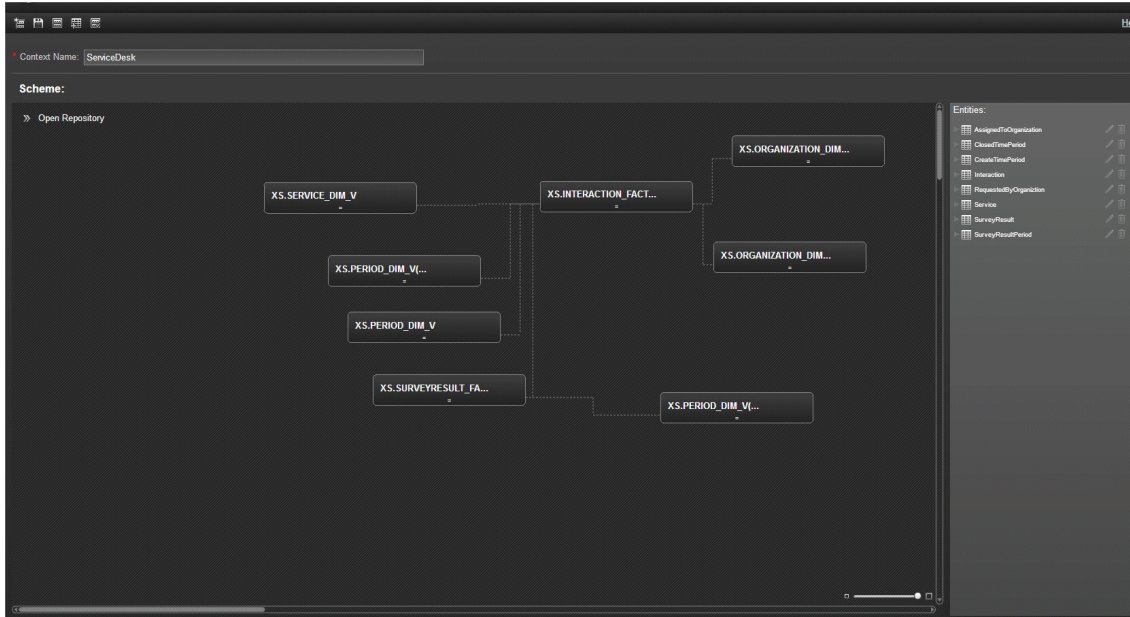 He
* Context Name: ServiceDesk
Scheme:
» Open Repository
XS.ORGANIZATION_DIM...
XS.SERVICE_DIM_V
XS.INTERACTION_FACT...
XS.ORGANIZATION_DIM...
XS.PERIOD_DIM_V(...
XS.PERIOD_DIM_V
XS.SURVEYRESULT_FA...
XS.PERIOD_DIM_V(...
Entities:
AssignedToOrganization
ClosedTimePeriod
CreateTimePeriod
Interaction
RequestedByOrganiztion
Service
SurveyResult
SurveyResultPeriod